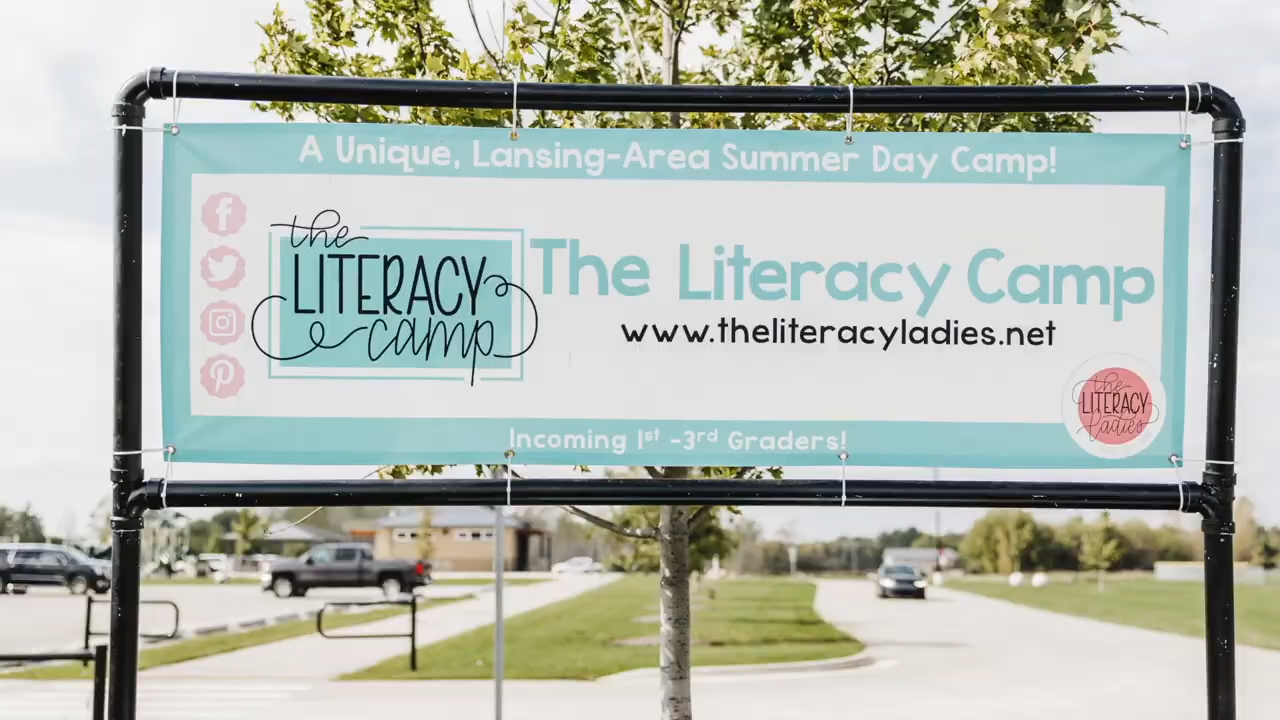 A Unique, Lansing-Area Summer Day Camp!
the
LITERACY
camp
The Literacy Camp
www.theliteracyladies.net
the
LITERACY
ladies
Incoming 1st -3rd Graders!